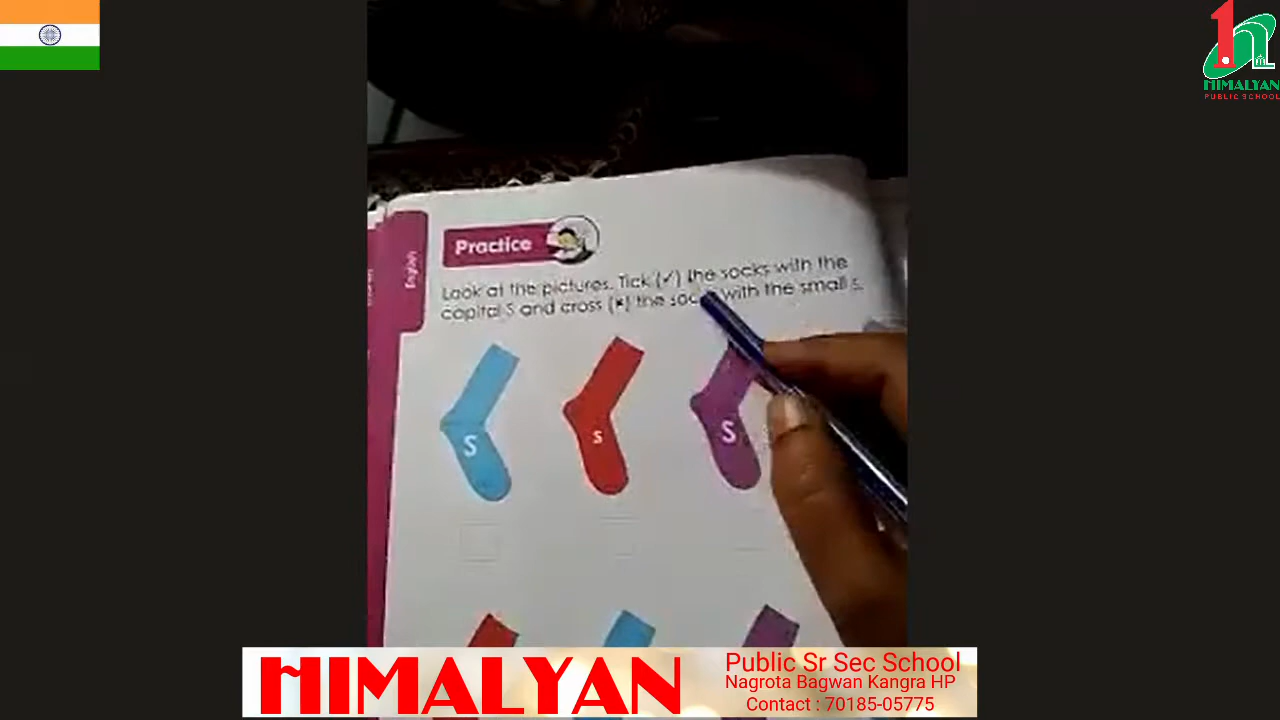 HIMALYAN
PUBLIC SCHOOL
Practice
English
Look at the pictures. Tick (✓) the socks with the
capital S and cross (×) the socks with the small s.
S
s
S
HIMALYAN
Public Sr Sec School
Nagrota Bagwan Kangra HP
Contact : 70185-05775